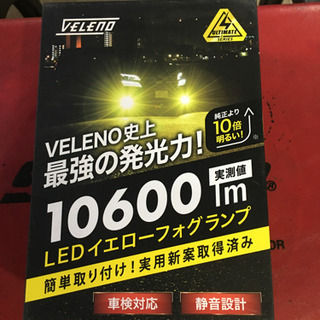 VELENO
ULTIMATE
SERIES
VELENO史上
最強の発光力!
純正より
10倍
明るい!
※
10600lm
実測値
LEDイエローフォグランプ
簡単取り付け!実用新案取得済み
車検対応
静音設計
OR